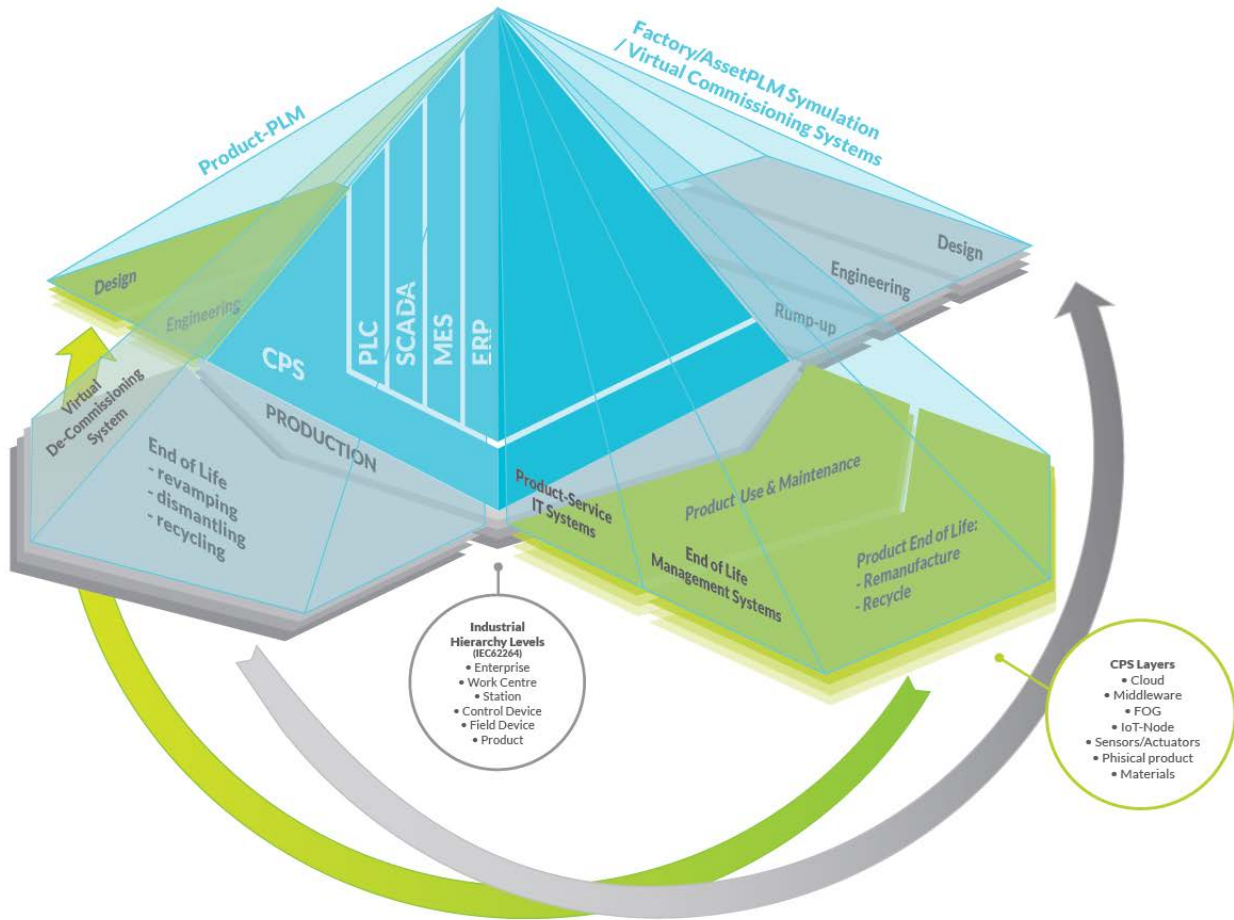 Factory/AssetPLM Symulation
/ Virtual Commissioning Systems
Product-PLM
Design
Engineering
Rump-up
Design
Engineering
PLC
SCADA
MES
ERP
CPS
PRODUCTION
Virtual
De-Commissioning
System
End of Life
- revamping
- dismantling
- recycling
Product-Service
IT Systems
Product Use & Maintenance
End of Life
Management Systems
Product End of Life:
- Remanufacture
- Recycle
Industrial
Hierarchy Levels
(IEC62264)
• Enterprise
• Work Centre
• Station
• Control Device
• Field Device
• Product
CPS Layers
• Cloud
• Middleware
• FOG
• IoT-Node
• Sensors/Actuators
• Phisical product
• Materials